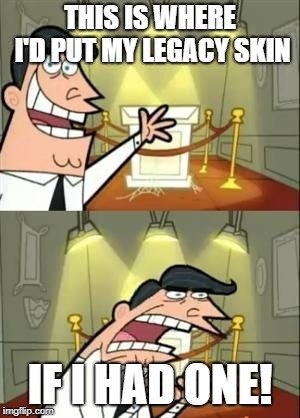 THIS IS WHERE
I'D PUT MY LEGACY SKIN
IF I HAD ONE!
imgflip.com